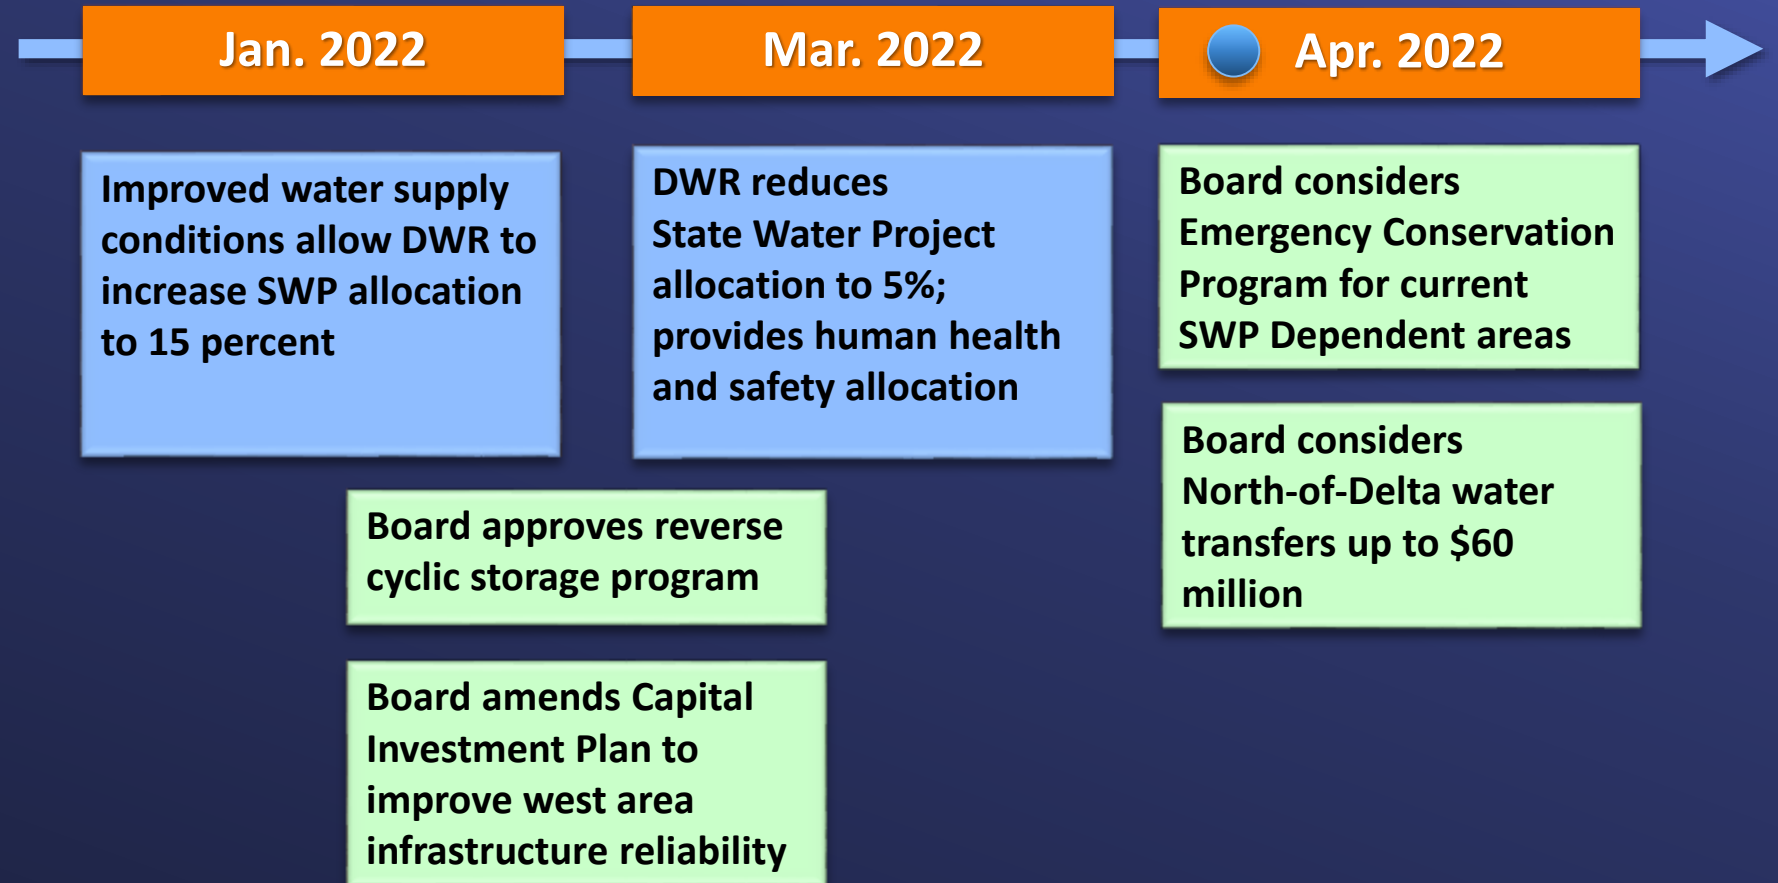 Jan. 2022
Mar. 2022
Apr. 2022
Improved water supply
conditions allow DWR to
increase SWP allocation
to 15 percent
DWR reduces
State Water Project
allocation to 5%;
provides human health
and safety allocation
Board considers
Emergency Conservation
Program for current
SWP Dependent areas
Board considers
North-of-Delta water
transfers up to $60
million
Board approves reverse
cyclic storage program
Board amends Capital
Investment Plan to
improve west area
infrastructure reliability